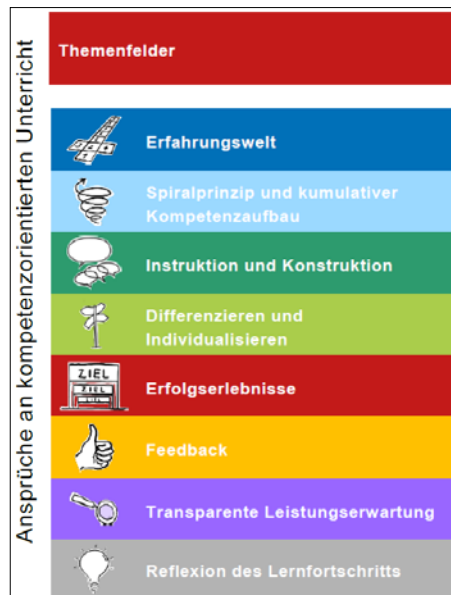 Ansprüche an kompetenzorientierten Unterricht
Themenfelder
Erfahrungswelt
Spiralprinzip und kumulativer
Kompetenzaufbau
Instruktion und Konstruktion
Differenzieren und
Individualisieren
ZIEL
ZIEL
ZIEL
Erfolgserlebnisse
Feedback
Transparente Leistungserwartung
Reflexion des Lernfortschritts